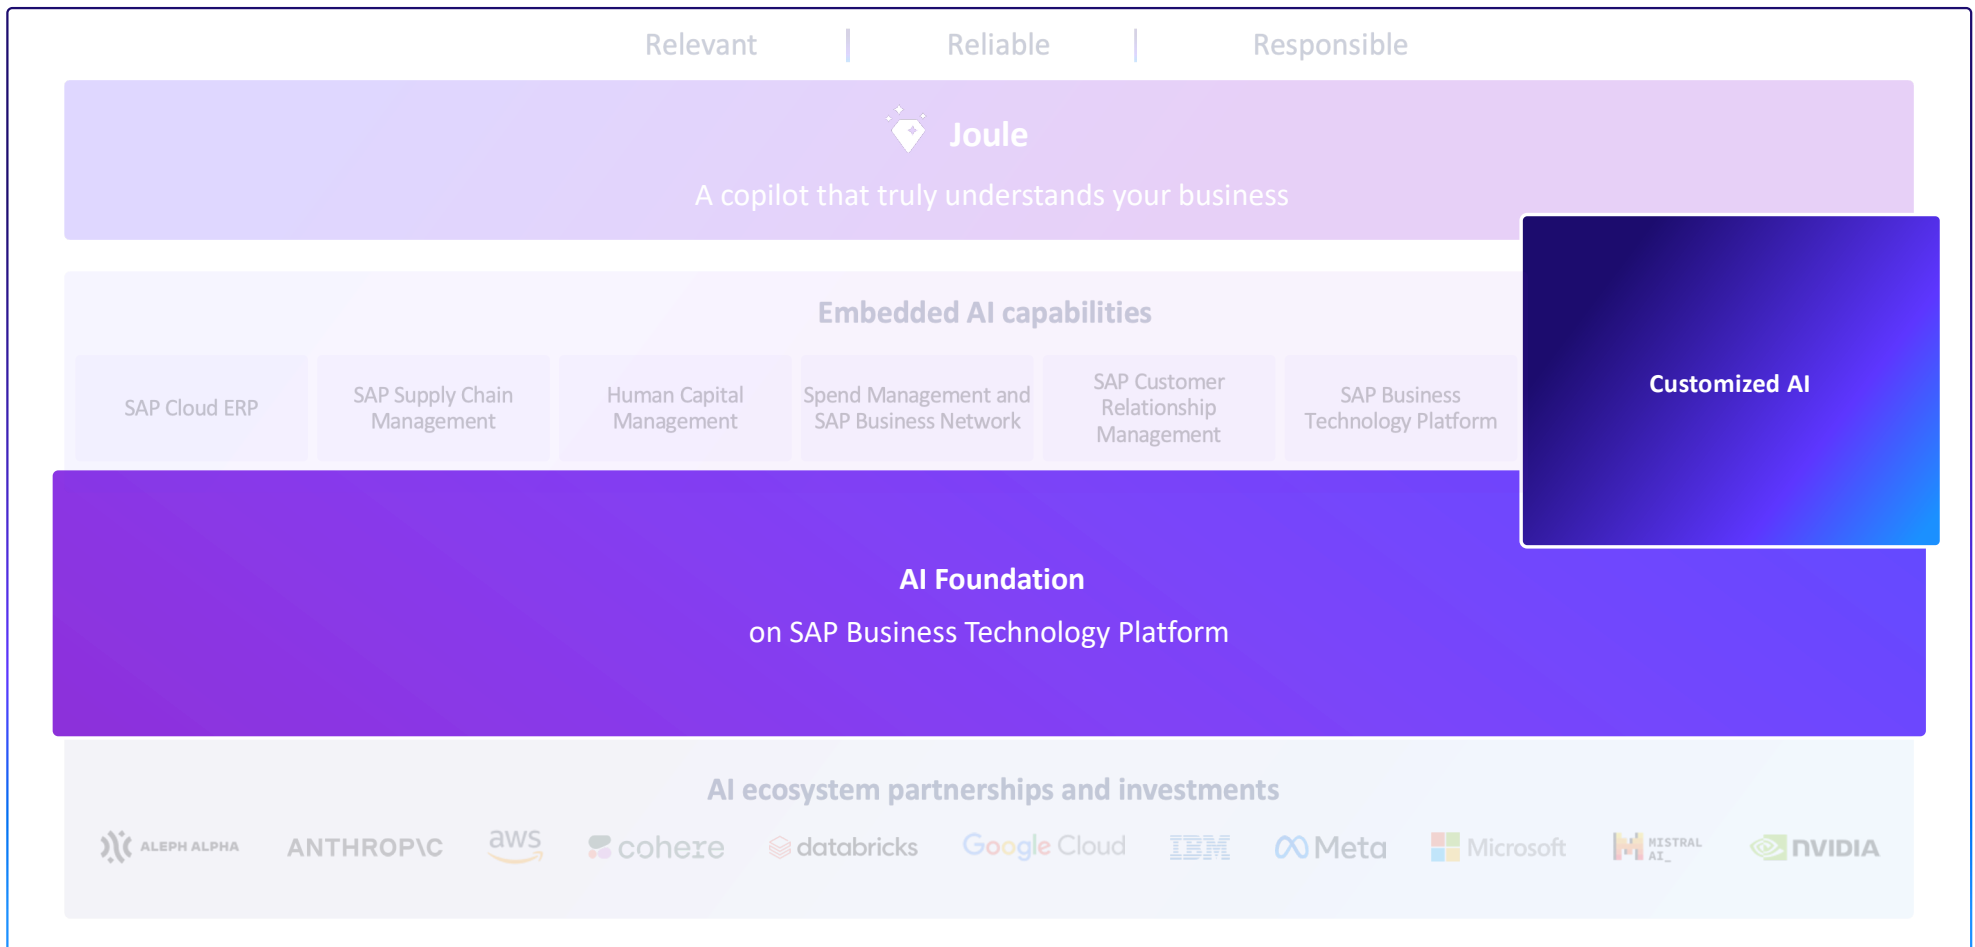 Relevant
Reliable
Responsible
Joule
A copilot that truly understands your business
Embedded AI capabilities
SAP Cloud ERP
SAP Supply Chain
Management
Human Capital
Management
Spend Management and
SAP Business Network
SAP Customer
Relationship
Management
SAP Business
Technology Platform
Customized AI
AI Foundation
on SAP Business Technology Platform
AI ecosystem partnerships and investments
ALEPH ALPHA
ANTHROP\C
aws
cohere
databricks
Google Cloud
IBM
Meta
Microsoft
MISTRAL
AI_
NVIDIA